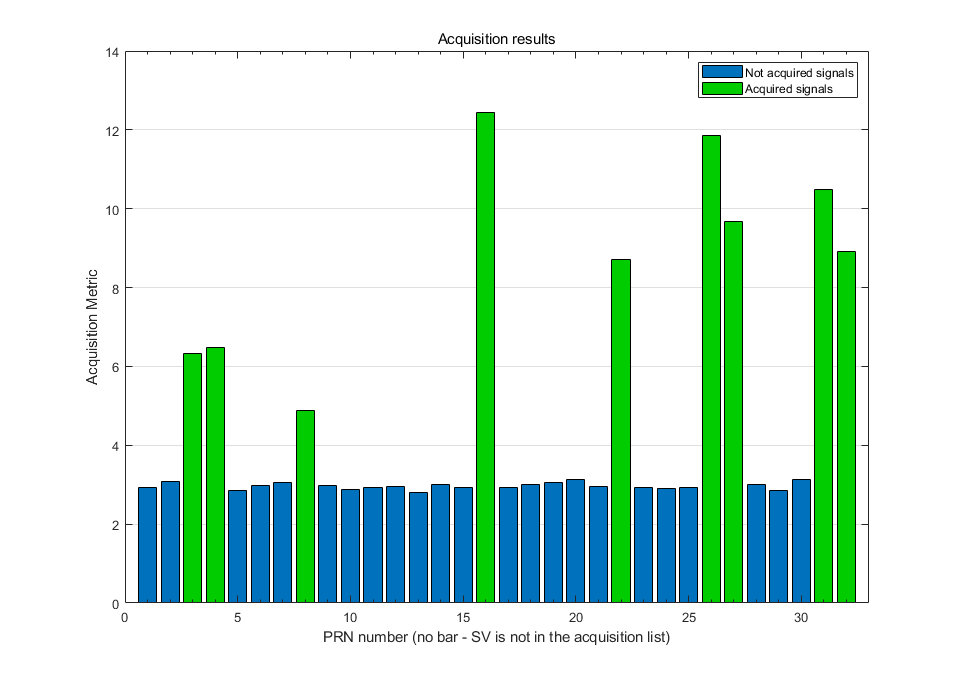 Acquisition results
14
12
10
8
6
4
2
0
Acquisition Metric
Not acquired signals
Acquired signals
0 5 10 15 20 25 30
PRN number (no bar - SV is not in the acquisition list)